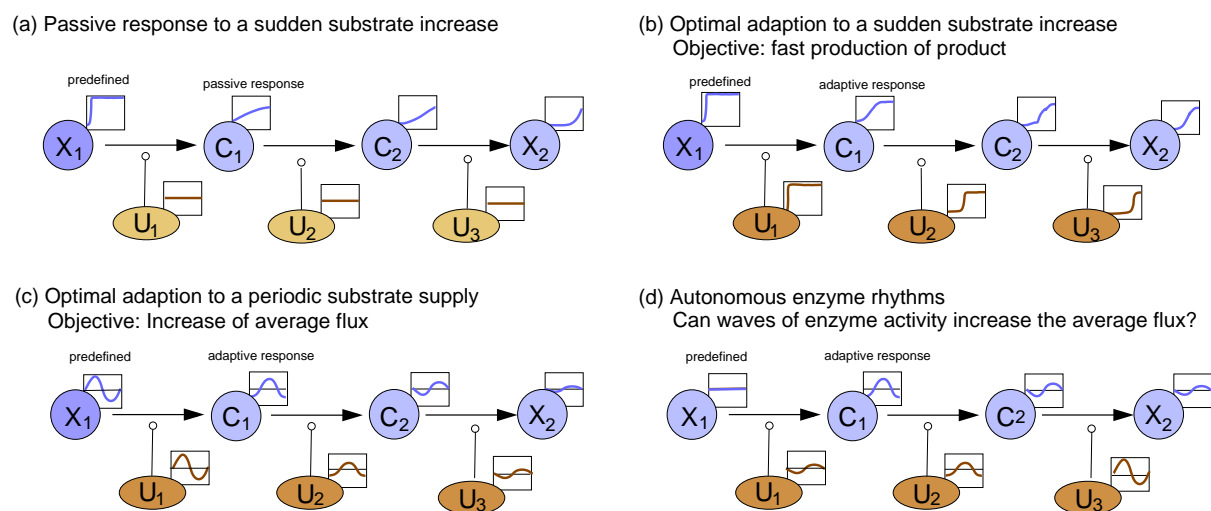 (a) Passive response to a sudden substrate increase
predefined
passive response
X1
C1
C2
X2
U1
U2
U3
(b) Optimal adaption to a sudden substrate increase
Objective: fast production of product
predefined
adaptive response
X1
C1
C2
X2
U1
U2
U3
(c) Optimal adaption to a periodic substrate supply
Objective: Increase of average flux
predefined
adaptive response
X1
C1
C2
X2
U1
U2
U3
(d) Autonomous enzyme rhythms
Can waves of enzyme activity increase the average flux?
predefined
adaptive response
X1
C1
C2
X2
U1
U2
U3